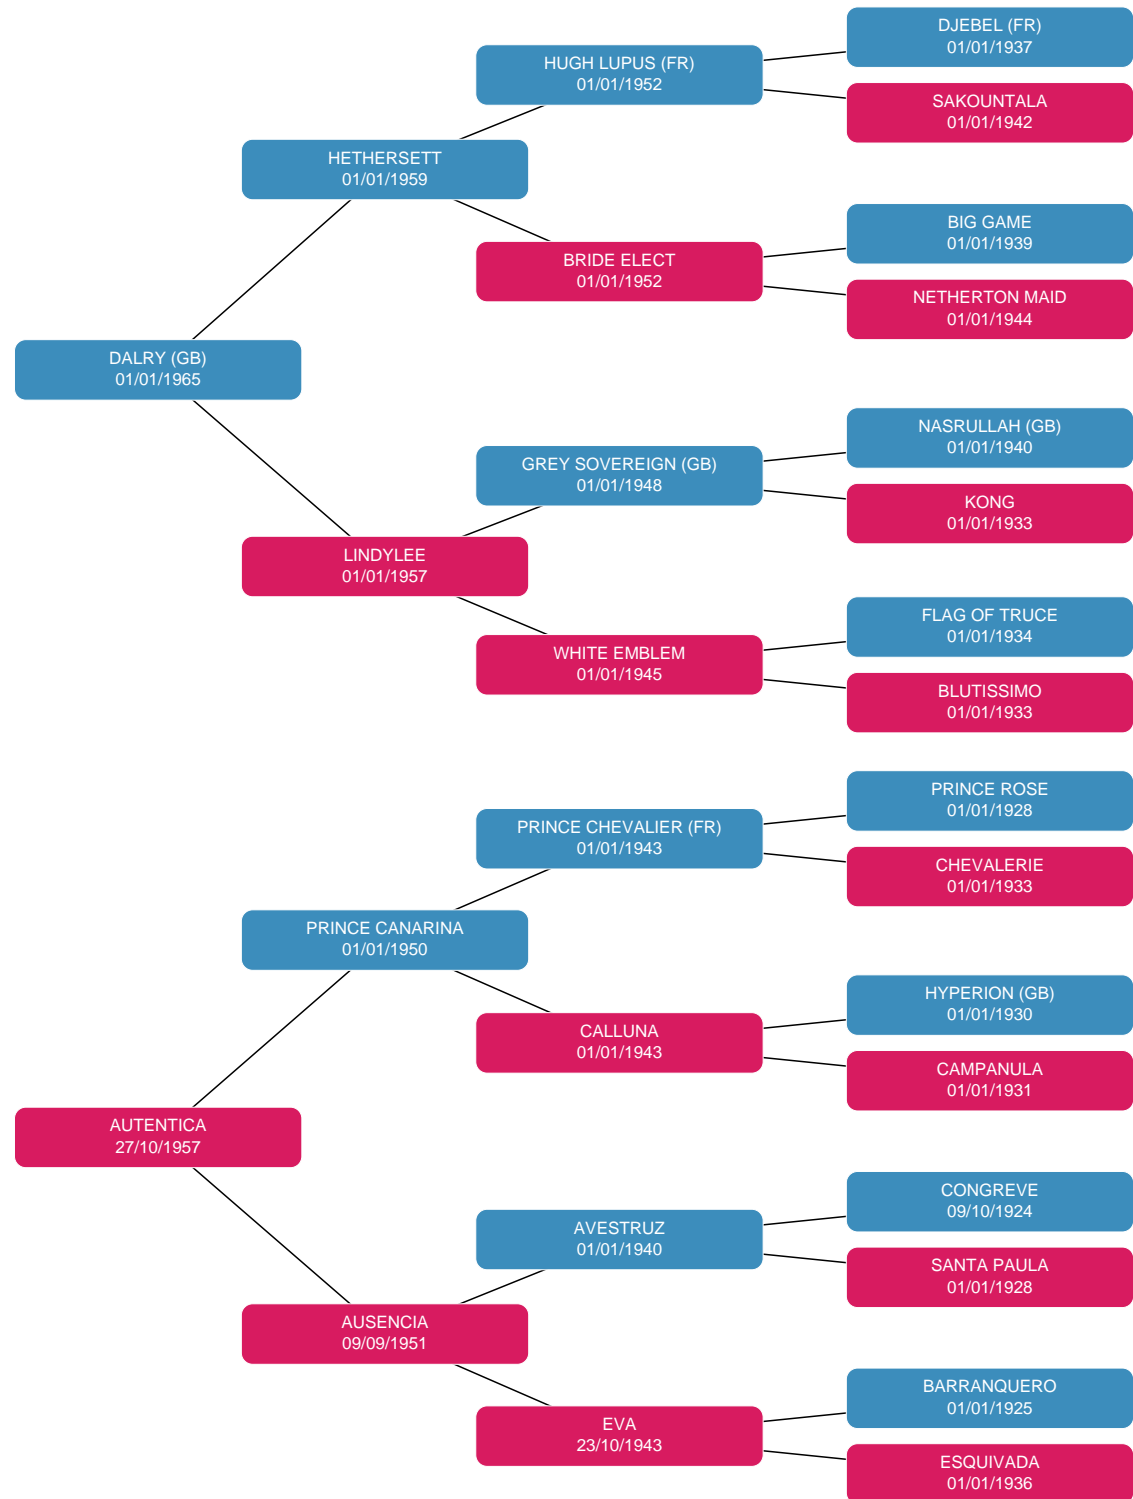 DJEBEL (FR)
01/01/1937
HUGH LUPUS (FR)
01/01/1952
SAKOUNTALA
01/01/1942
HETHERSETT
01/01/1959
BIG GAME
01/01/1939
BRIDE ELECT
01/01/1952
NETHERTON MAID
01/01/1944
DALRY (GB)
01/01/1965
NASRULLAH (GB)
01/01/1940
GREY SOVEREIGN (GB)
01/01/1948
KONG
01/01/1933
LINDYLEE
01/01/1957
FLAG OF TRUCE
01/01/1934
WHITE EMBLEM
01/01/1945
BLUTISSIMO
01/01/1933
PRINCE ROSE
01/01/1928
PRINCE CHEVALIER (FR)
01/01/1943
CHEVALERIE
01/01/1933
PRINCE CANARINA
01/01/1950
HYPERION (GB)
01/01/1930
CALLUNA
01/01/1943
CAMPANULA
01/01/1931
AUTENTICA
27/10/1957
CONGREVE
09/10/1924
AVESTRUZ
01/01/1940
SANTA PAULA
01/01/1928
AUSENCIA
09/09/1951
BARRANQUERO
01/01/1925
EVA
23/10/1943
ESQUIVADA
01/01/1936